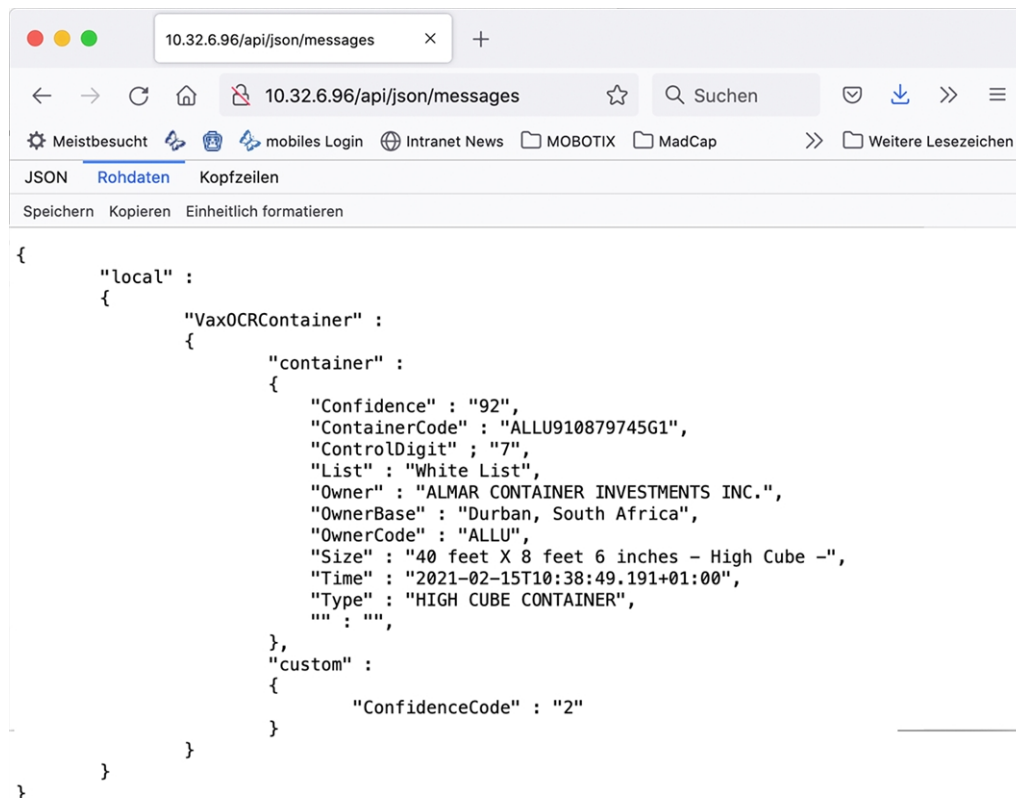 10.32.6.96/api/json/messages
10.32.6.96/api/json/messages Suchen
Meistbesucht mobiles Login Intranet News MOBOTIX MadCap Weitere Lesezeichen
JSON Rohdaten Kopfzeilen
Speichern Kopieren Einheitlich formatieren
{
"local" :
{
"VaxOCRContainer" :
{
"container" :
{
"Confidence" : "92",
"ContainerCode" : "ALLU910879745G1",
"ControlDigit" ; "7",
"List" : "White List",
"Owner" : "ALMAR CONTAINER INVESTMENTS INC.",
"OwnerBase" : "Durban, South Africa",
"OwnerCode" : "ALLU",
"Size" : "40 feet X 8 feet 6 inches – High Cube –",
"Time" : "2021–02–15T10:38:49.191+01:00",
"Type" : "HIGH CUBE CONTAINER",
"" : "",
},
"custom" :
{
"ConfidenceCode" : "2"
}
}
}
}